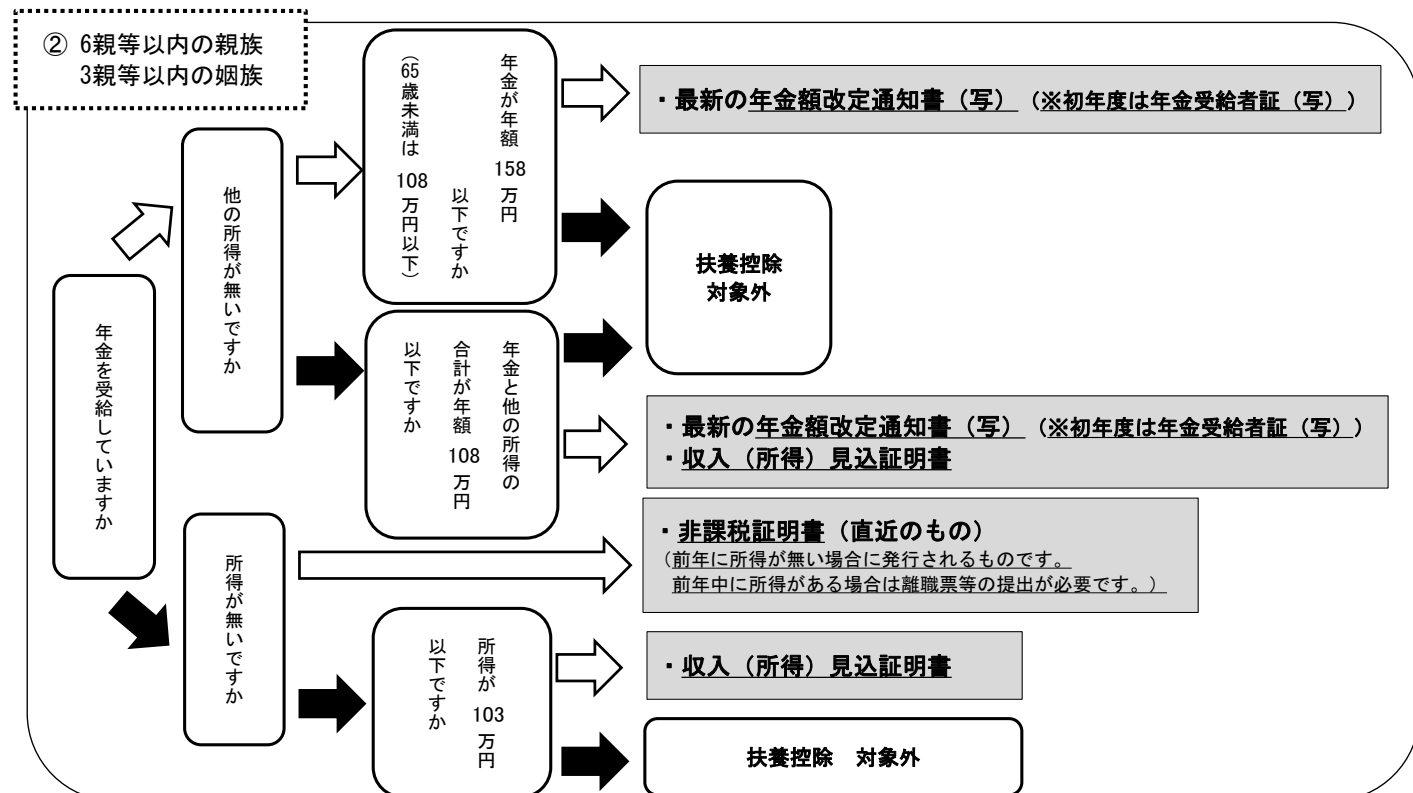 ② 6親等以内の親族
3親等以内の姻族
年金を受給していますか
他の所得が無いですか
年金が年額 158 万円
以下ですか
(65歳未満は 108 万円以下)
・最新の年金額改定通知書(写)(※初年度は年金受給者証(写))
扶養控除
対象外
年金と他の所得の
合計が年額 108 万円
以下ですか
・最新の年金額改定通知書(写)(※初年度は年金受給者証(写))
・収入(所得)見込証明書
所得が無いですか
・非課税証明書(直近のもの)
(前年に所得が無い場合に発行されるものです。
前年中に所得がある場合は離職票等の提出が必要です。)
所得が 103 万円
以下ですか
・収入(所得)見込証明書
扶養控除 対象外